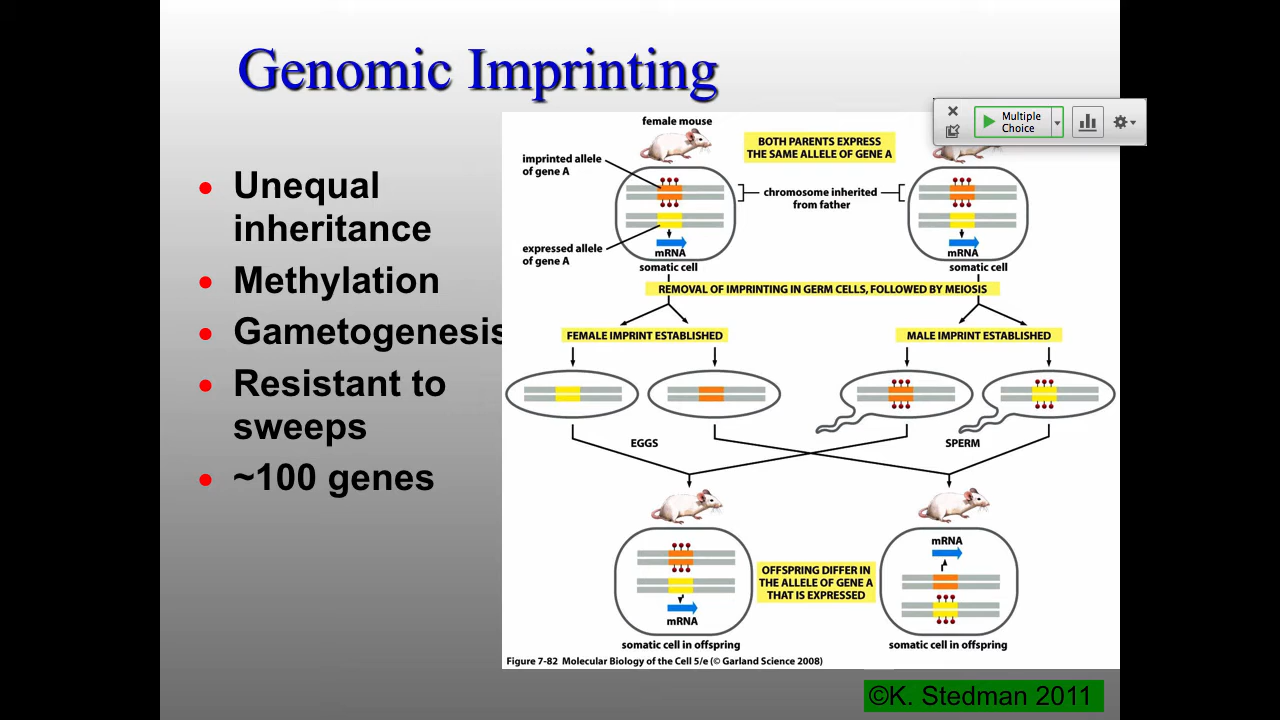 Genomic Imprinting
Multiple
Choice
Unequal
inheritance
Methylation
Gametogenesis
Resistant to
sweeps
~100 genes
female mouse
BOTH PARENTS EXPRESS
THE SAME ALLELE OF GENE A
imprinted allele
of gene A
chromosome inherited
from father
expressed allele
of gene A
mRNA
mRNA
somatic cell
somatic cell
REMOVAL OF IMPRINTING IN GERM CELLS, FOLLOWED BY MEIOSIS
FEMALE IMPRINT ESTABLISHED
MALE IMPRINT ESTABLISHED
EGGS
SPERM
mRNA
OFFSPRING DIFFER IN
THE ALLELE OF GENE A
THAT IS EXPRESSED
mRNA
somatic cell in offspring
somatic cell in offspring
Figure 7-82 Molecular Biology of the Cell 5/e (© Garland Science 2008)
©K. Stedman 2011